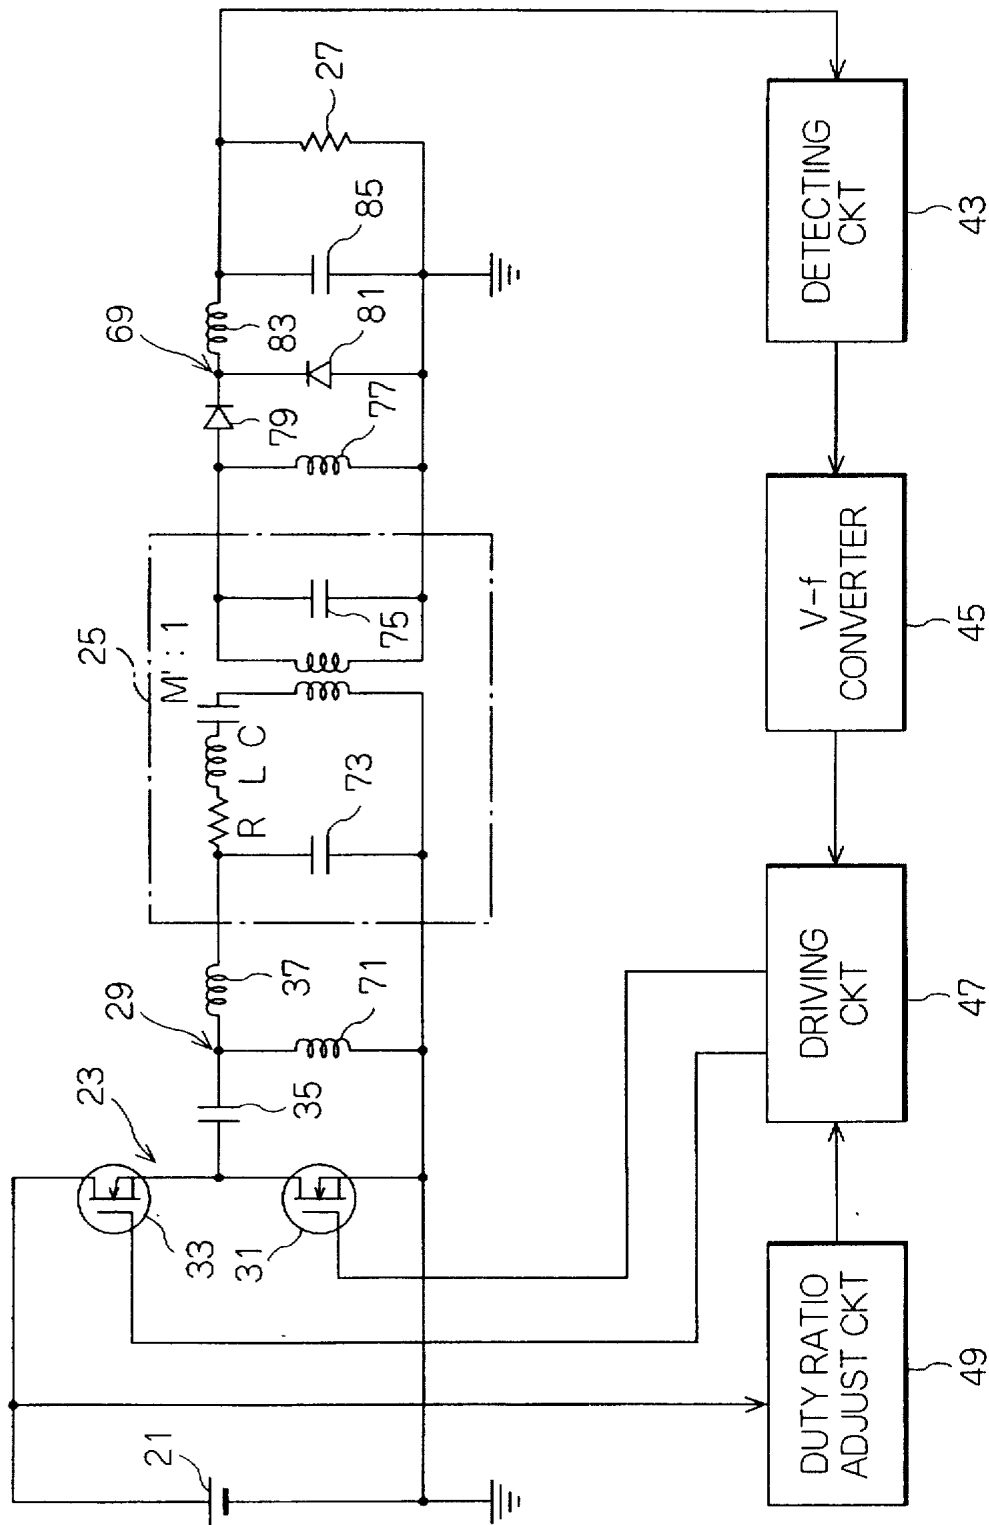 21
23
33
31
35
29
37
71
25
M' : 1
R L C
73
75
69
79
77
83
81
85
27
DUTY RATIO
ADJUST CKT
49
DRIVING
CKT
47
V-f
CONVERTER
45
DETECTING
CKT
43